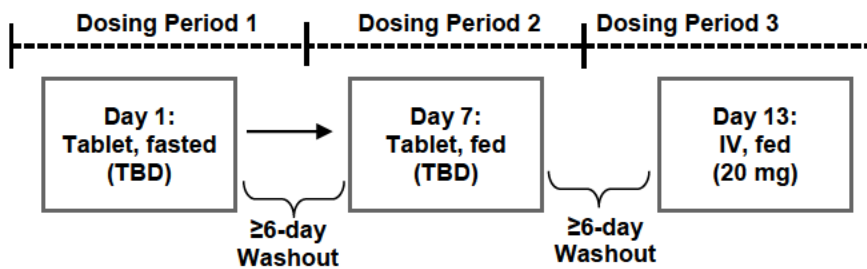 Dosing Period 1
Dosing Period 2
Dosing Period 3
Day 1:
Tablet, fasted
(TBD)
Day 7:
Tablet, fed
(TBD)
Day 13:
IV, fed
(20 mg)
≥6-day
Washout
≥6-day
Washout